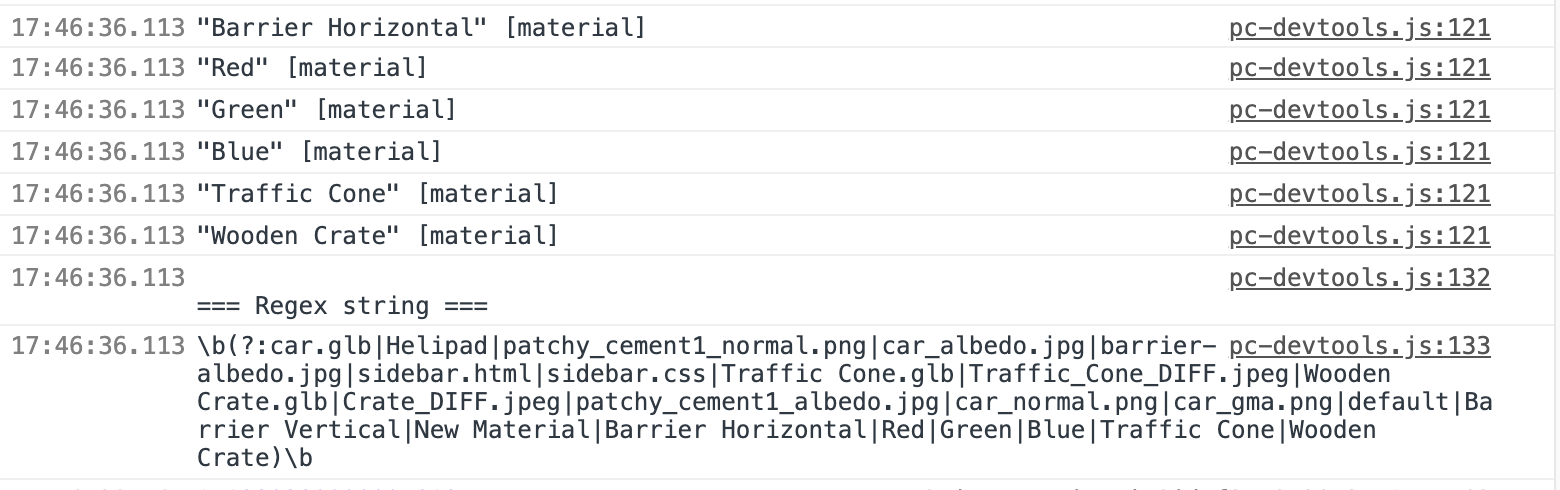 17:46:36.113 "Barrier Horizontal" [material] pc-devtools.js:121
17:46:36.113 "Red" [material] pc-devtools.js:121
17:46:36.113 "Green" [material] pc-devtools.js:121
17:46:36.113 "Blue" [material] pc-devtools.js:121
17:46:36.113 "Traffic Cone" [material] pc-devtools.js:121
17:46:36.113 "Wooden Crate" [material] pc-devtools.js:121
17:46:36.113 pc-devtools.js:132
=== Regex string ===
17:46:36.113 \b(?:car.glb|Helipad|patchy_cement1_normal.png|car_albedo.jpg|barrier- pc-devtools.js:133
albedo.jpg|sidebar.html|sidebar.css|Traffic Cone.glb|Traffic_Cone_DIFF.jpeg|Wooden
Crate.glb|Crate_DIFF.jpeg|patchy_cement1_albedo.jpg|car_normal.png|car_gma.png|default|Ba
rrier Vertical|New Material|Barrier Horizontal|Red|Green|Blue|Traffic Cone|Wooden
Crate)\b